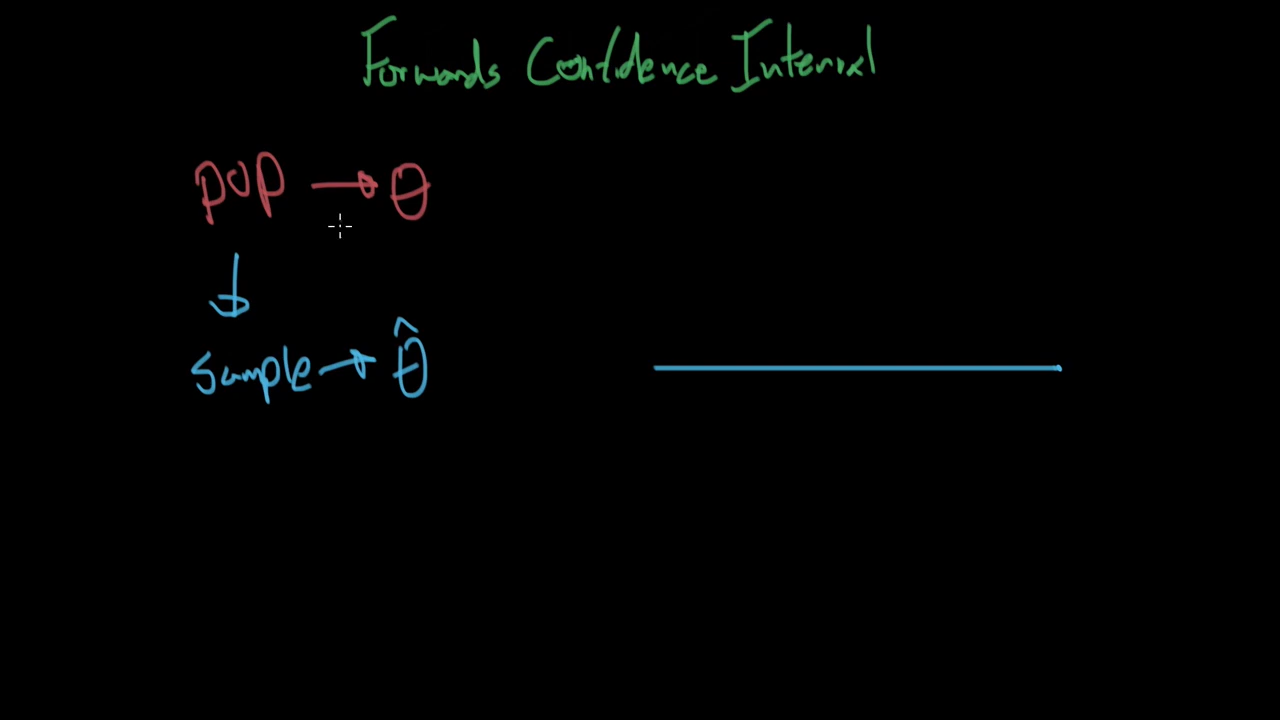 Forwards Confidence Interval
pop → θ
↓
sample → θ̂